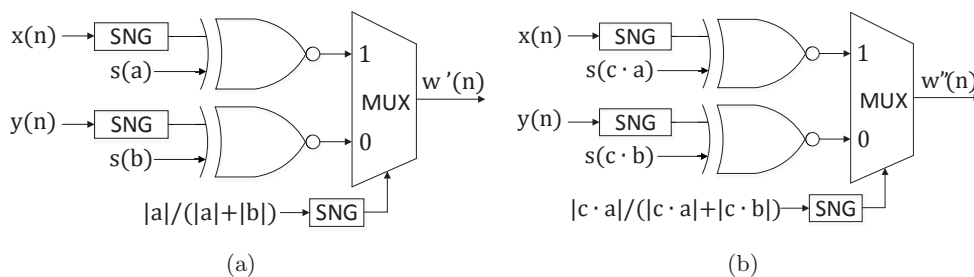 x(n)
SNG
s(a)
1
MUX
w'(n)
y(n)
SNG
s(b)
0
|a|/(|a|+|b|)
SNG
(a)
x(n)
SNG
s(c · a)
1
MUX
w"(n)
y(n)
SNG
s(c · b)
0
|c · a|/(|c · a|+|c · b|)
SNG
(b)